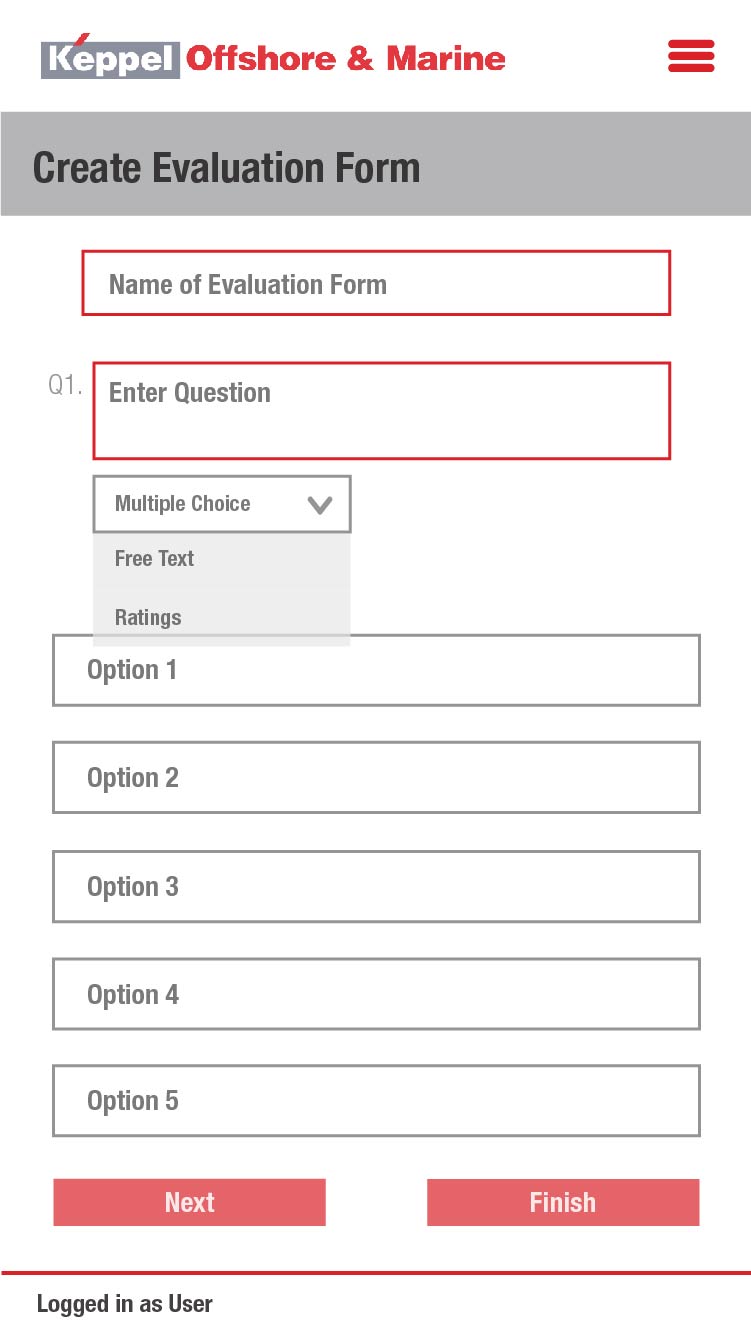 Keppel Offshore & Marine
Create Evaluation Form
Name of Evaluation Form
Q1.
Enter Question
Multiple Choice
Free Text
Ratings
Option 1
Option 2
Option 3
Option 4
Option 5
Next
Finish
Logged in as User